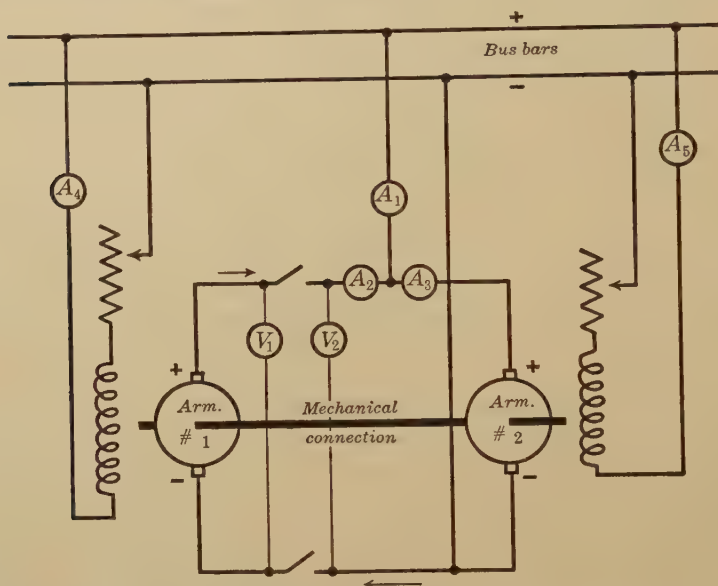 +
Bus bars
−
A4
A5
A1
A2 A3
V1 V2
+ +
Arm.
# 1
Mechanical
connection
Arm.
# 2
− −